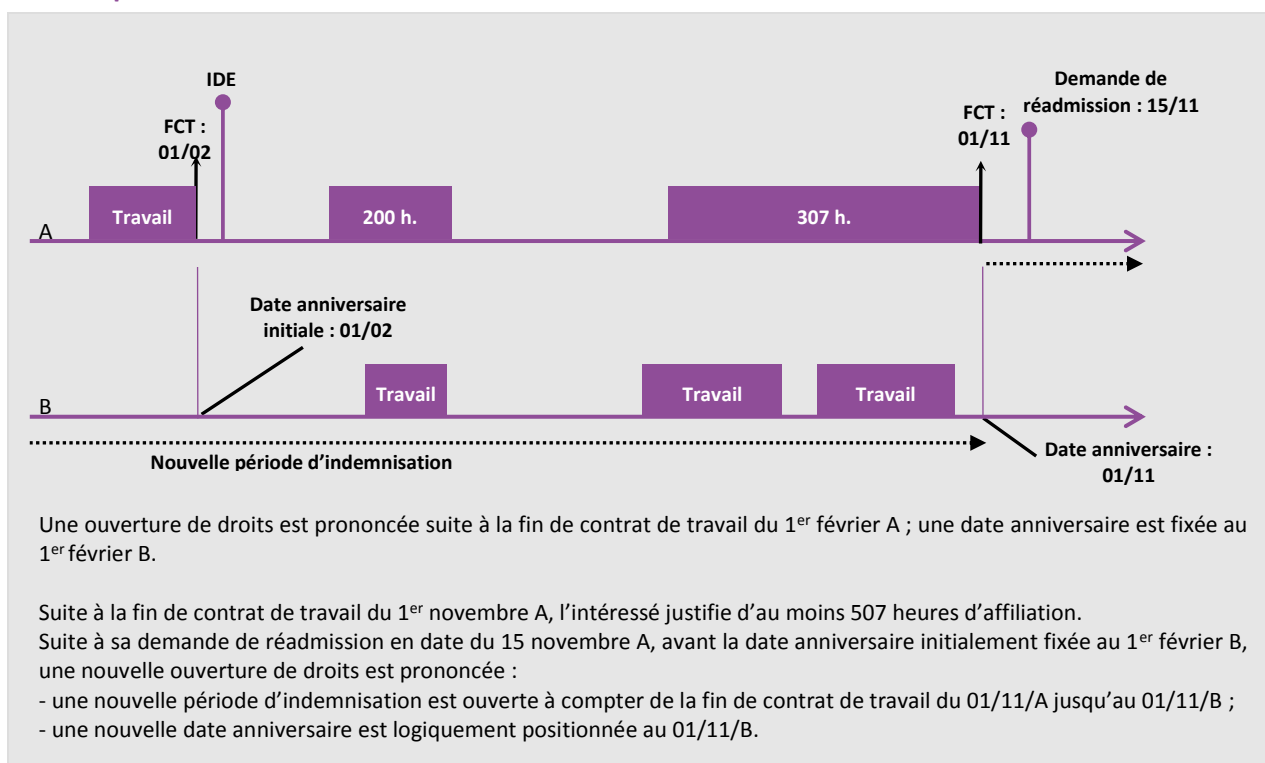 IDE
Demande de
réadmission : 15/11
FCT :
01/02
FCT :
01/11
Travail
200 h.
307 h.
A
Date anniversaire
initiale : 01/02
Travail
Travail
Travail
B
Nouvelle période d’indemnisation
Date anniversaire :
01/11
Une ouverture de droits est prononcée suite à la fin de contrat de travail du 1er février A ; une date anniversaire est fixée au
1er février B.
Suite à la fin de contrat de travail du 1er novembre A, l’intéressé justifie d’au moins 507 heures d’affiliation.
Suite à sa demande de réadmission en date du 15 novembre A, avant la date anniversaire initialement fixée au 1er février B,
une nouvelle ouverture de droits est prononcée :
- une nouvelle période d’indemnisation est ouverte à compter de la fin de contrat de travail du 01/11/A jusqu’au 01/11/B ;
- une nouvelle date anniversaire est logiquement positionnée au 01/11/B.